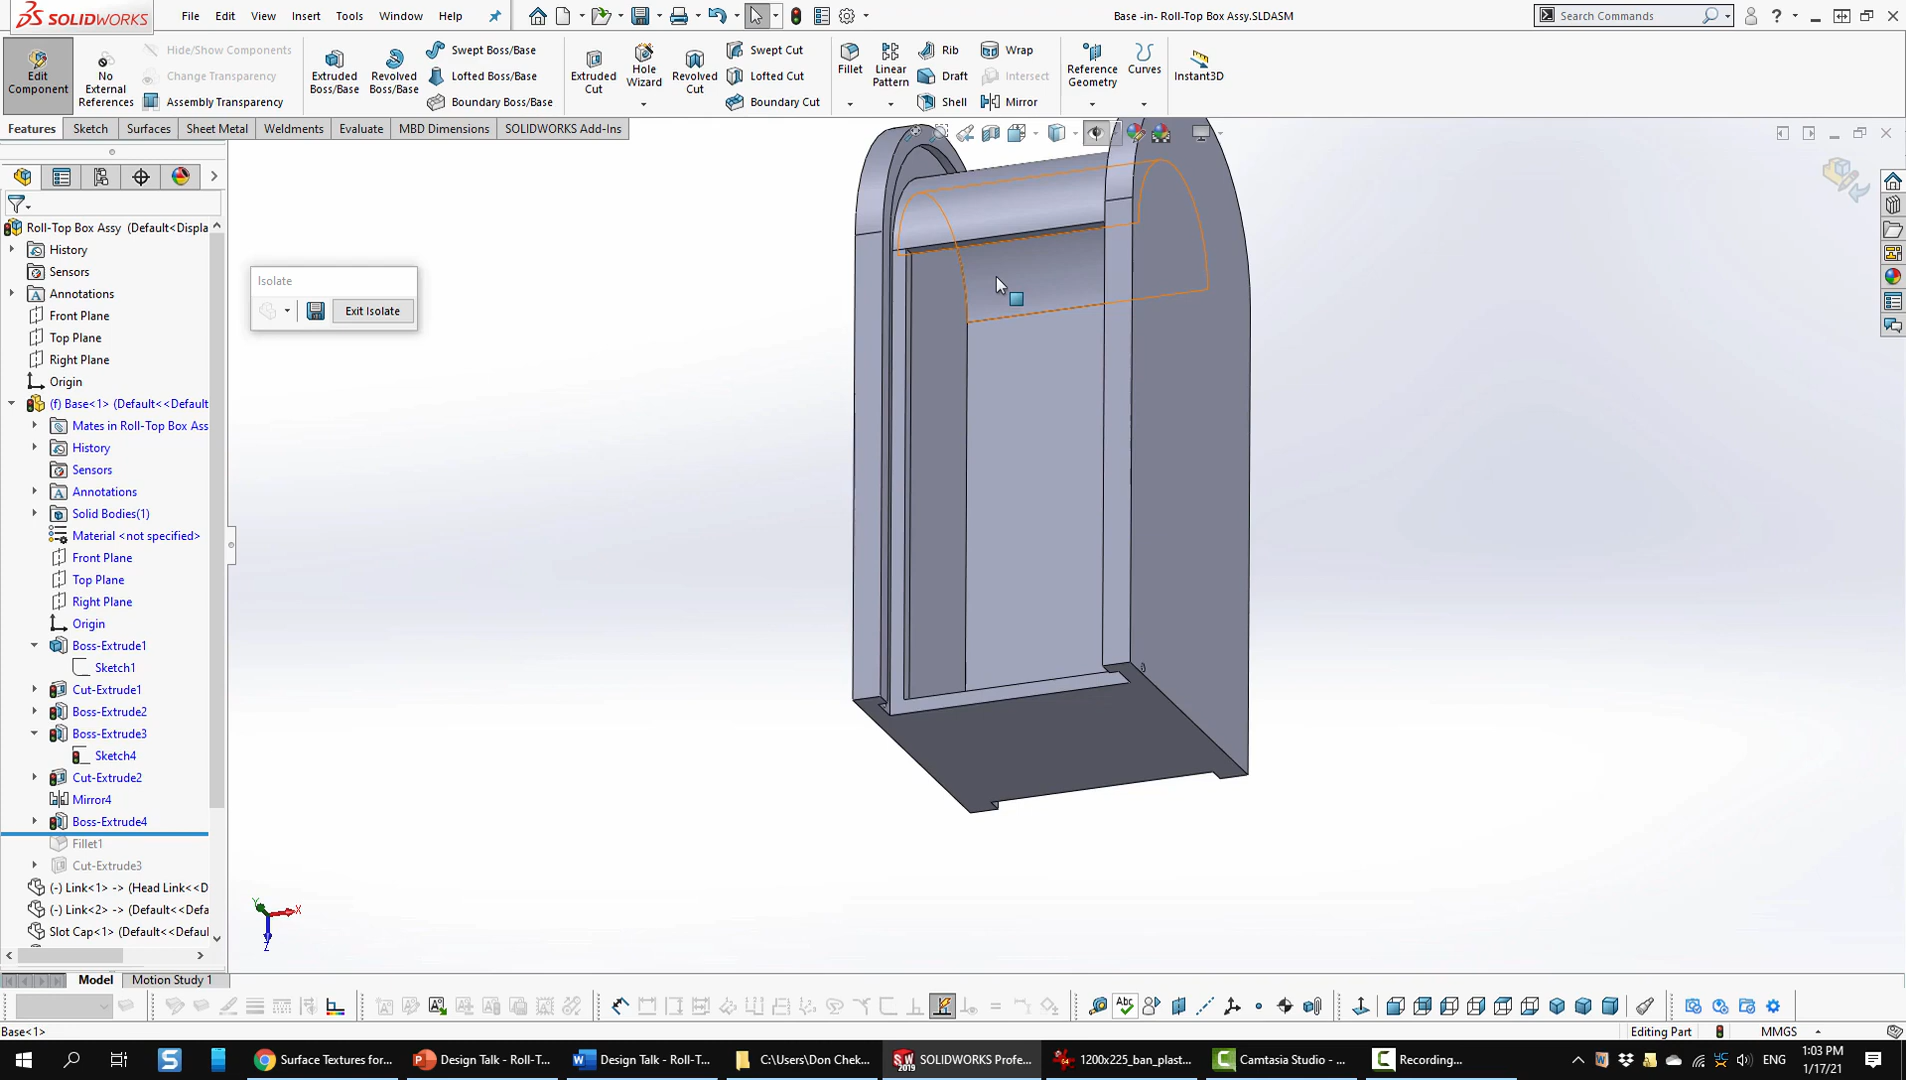 SOLIDWORKS
File Edit View Insert Tools Window Help
Base -in- Roll-Top Box Assy.SLDASM
Search Commands
Edit Component
No External References
Hide/Show Components
Change Transparency
Assembly Transparency
Extruded Boss/Base
Revolved Boss/Base
Swept Boss/Base
Lofted Boss/Base
Boundary Boss/Base
Extruded Cut
Hole Wizard
Revolved Cut
Swept Cut
Lofted Cut
Boundary Cut
Fillet
Linear Pattern
Rib
Draft
Shell
Wrap
Intersect
Mirror
Reference Geometry
Curves
Instant3D
Features Sketch Surfaces Sheet Metal Weldments Evaluate MBD Dimensions SOLIDWORKS Add-Ins
Roll-Top Box Assy (Default<Displa
History
Sensors
Annotations
Front Plane
Top Plane
Right Plane
Origin
(f) Base<1> (Default<<Default
Mates in Roll-Top Box Ass
History
Sensors
Annotations
Solid Bodies(1)
Material <not specified>
Front Plane
Top Plane
Right Plane
Origin
Boss-Extrude1
Sketch1
Cut-Extrude1
Boss-Extrude2
Boss-Extrude3
Sketch4
Cut-Extrude2
Mirror4
Boss-Extrude4
Fillet1
Cut-Extrude3
(-) Link<1> -> (Head Link<D
(-) Link<2> -> (Default<<Defa
Slot Cap<1> (Default<<Defaul
Isolate
Exit Isolate
Y X Z
Model Motion Study 1
Abc
Base<1>
Editing Part
MMGS
Surface Textures for...
Design Talk - Roll-T...
Design Talk - Roll-T...
C:\Users\Don Chek...
SOLIDWORKS Profe...
1200x225_ban_plast...
Camtasia Studio - ...
Recording...
ENG
1:03 PM
1/17/21